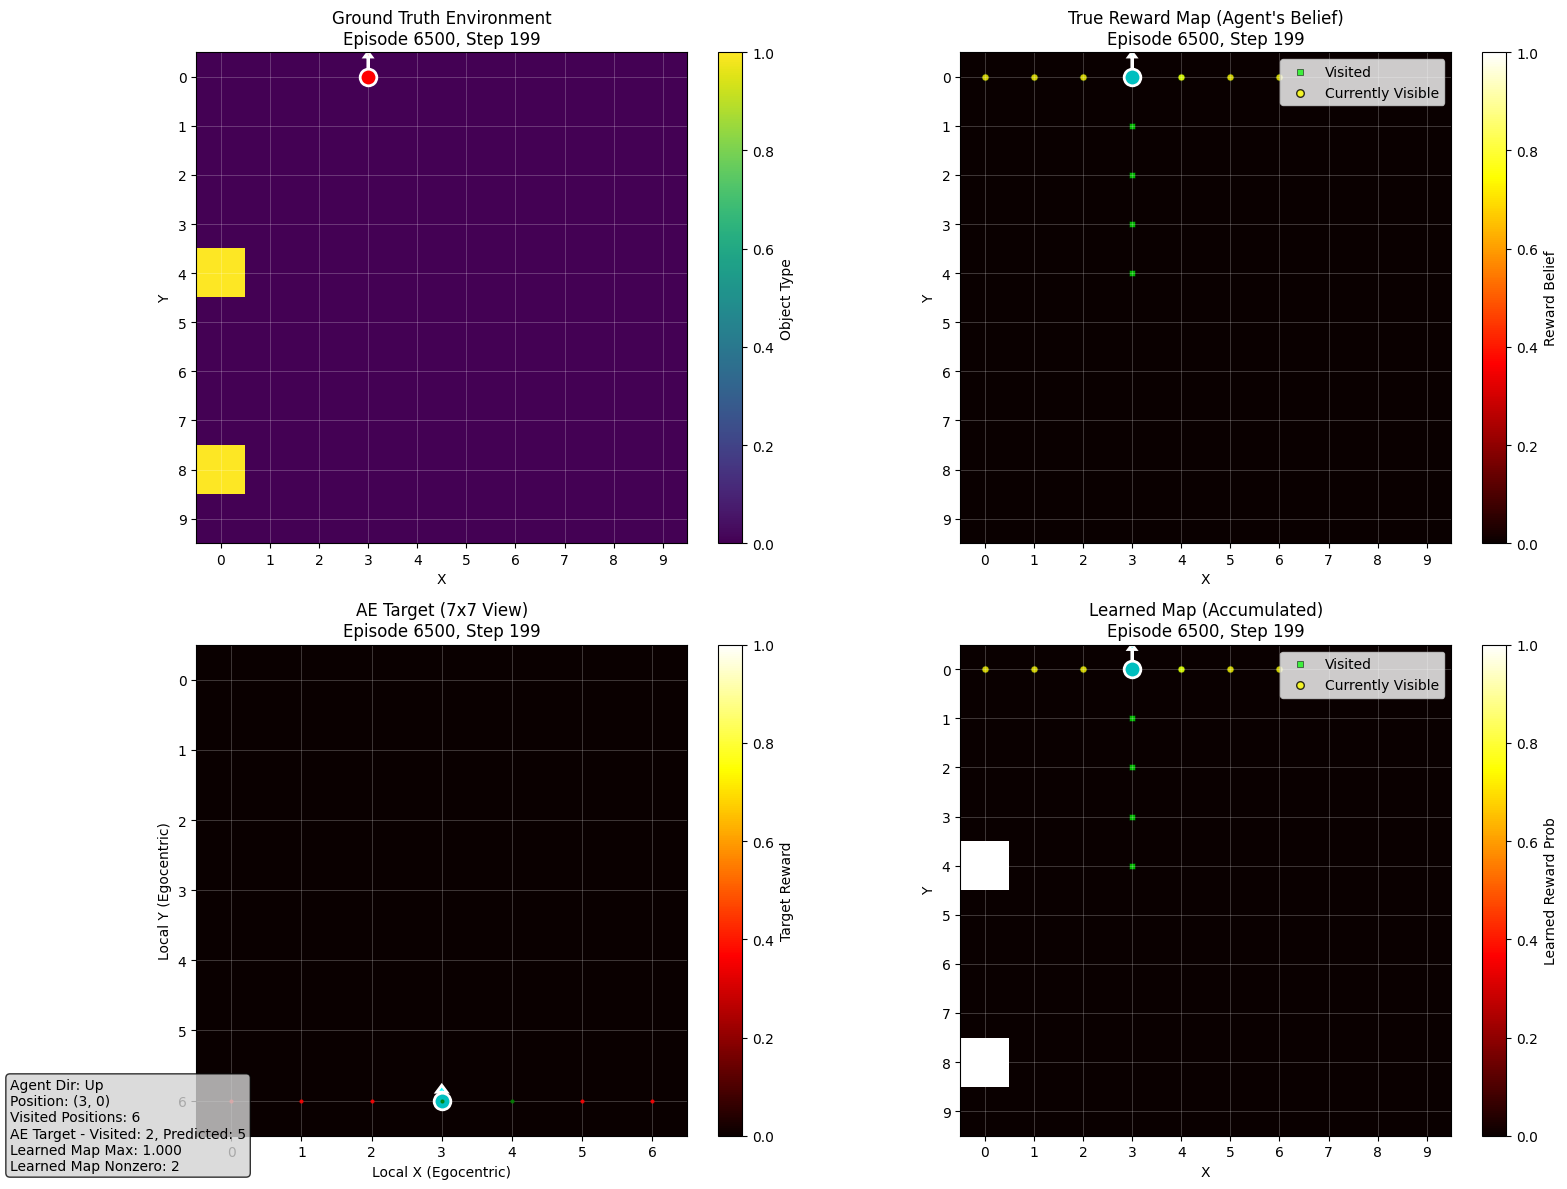 Ground Truth Environment
Episode 6500, Step 199
0
1
2
3
4
5
6
7
8
9
Y
0 1 2 3 4 5 6 7 8 9
X
1.0
0.8
0.6
0.4
0.2
0.0
Object Type
True Reward Map (Agent's Belief)
Episode 6500, Step 199
Visited
Currently Visible
0
1
2
3
4
5
6
7
8
9
Y
0 1 2 3 4 5 6 7 8 9
X
1.0
0.8
0.6
0.4
0.2
0.0
Reward Belief
AE Target (7x7 View)
Episode 6500, Step 199
0
1
2
3
4
5
6
Local Y (Egocentric)
0 1 2 3 4 5 6
Local X (Egocentric)
1.0
0.8
0.6
0.4
0.2
0.0
Target Reward
Agent Dir: Up
Position: (3, 0)
Visited Positions: 6
AE Target - Visited: 2, Predicted: 5
Learned Map Max: 1.000
Learned Map Nonzero: 2
Learned Map (Accumulated)
Episode 6500, Step 199
Visited
Currently Visible
0
1
2
3
4
5
6
7
8
9
Y
0 1 2 3 4 5 6 7 8 9
X
1.0
0.8
0.6
0.4
0.2
0.0
Learned Reward Prob